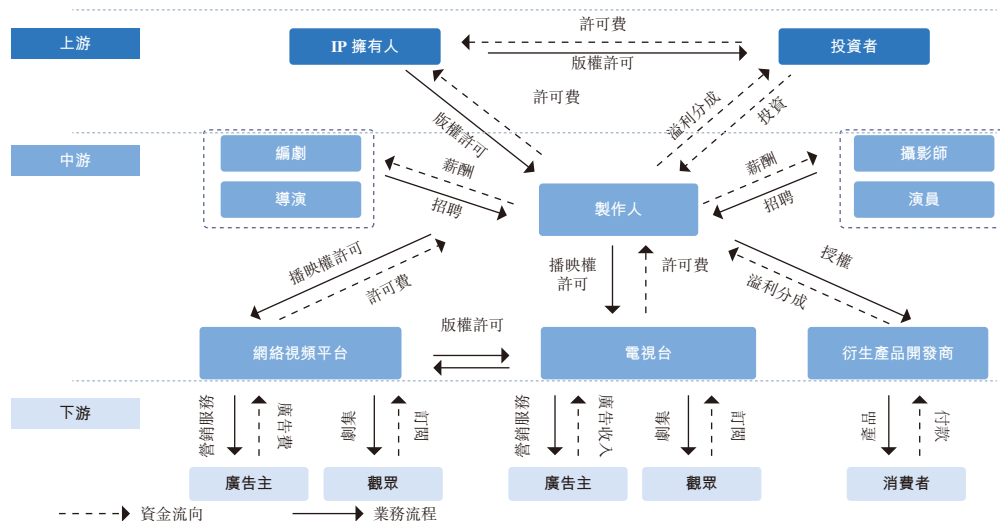 許可費
上游
IP 擁有人
投資者
版權許可
許可費
版權許可
溢利分成
投資
中游
編劇
導演
薪酬
招聘
製作人
薪酬
招聘
攝影師
演員
播映權許可
許可費
播映權
許可
許可費
授權
溢利分成
網絡視頻平台
版權許可
電視台
衍生產品開發商
下游
營銷服務
廣告費
連劇
訂閱
營銷服務
廣告收入
連劇
訂閱
產品
付款
廣告主
觀眾
廣告主
觀眾
消費者
資金流向
業務流程